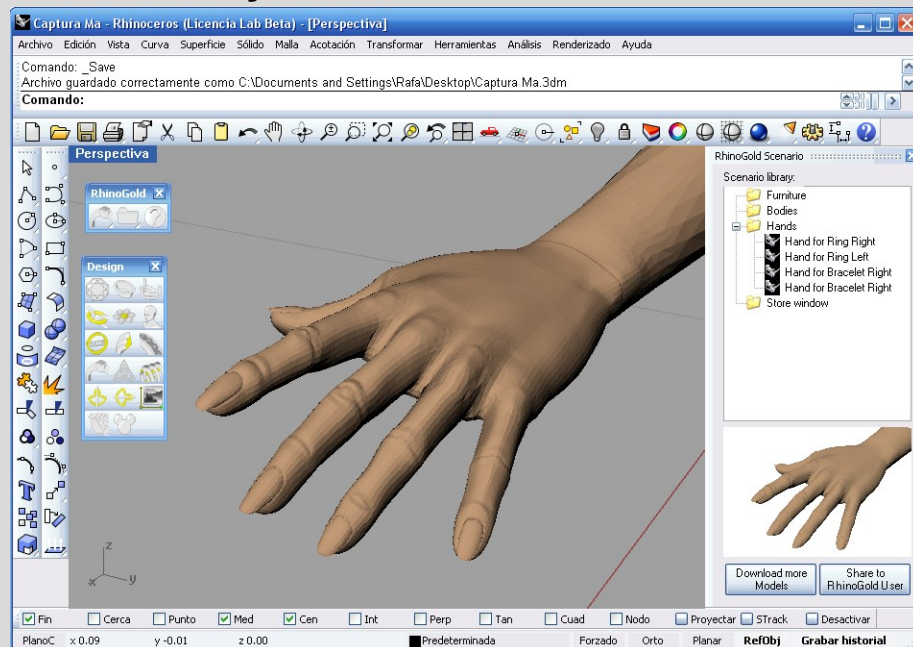 Captura Ma - Rhinoceros (Licencia Lab Beta) - [Perspectiva]
Archivo Edición Vista Curva Superficie Sólido Malla Acotación Transformar Herramientas Análisis Renderizado Ayuda
Comando: _Save
Archivo guardado correctamente como C:\Documents and Settings\Rafa\Desktop\Captura Ma.3dm
Comando:
Perspectiva
RhinoGold
Design
z
x
y
RhinoGold Scenario
Scenario library:
Furniture
Bodies
Hands
Hand for Ring Right
Hand for Ring Left
Hand for Bracelet Right
Hand for Bracelet Right
Store window
Download more
Models
Share to
RhinoGold User
Fin Cerca Punto Med Cen Int Perp Tan Cuad Nodo Proyectar STrack Desactivar
PlanoC x 0.09 y -0.01 z 0.00 Predeterminada Forzado Orto Planar RefObj Grabar historial